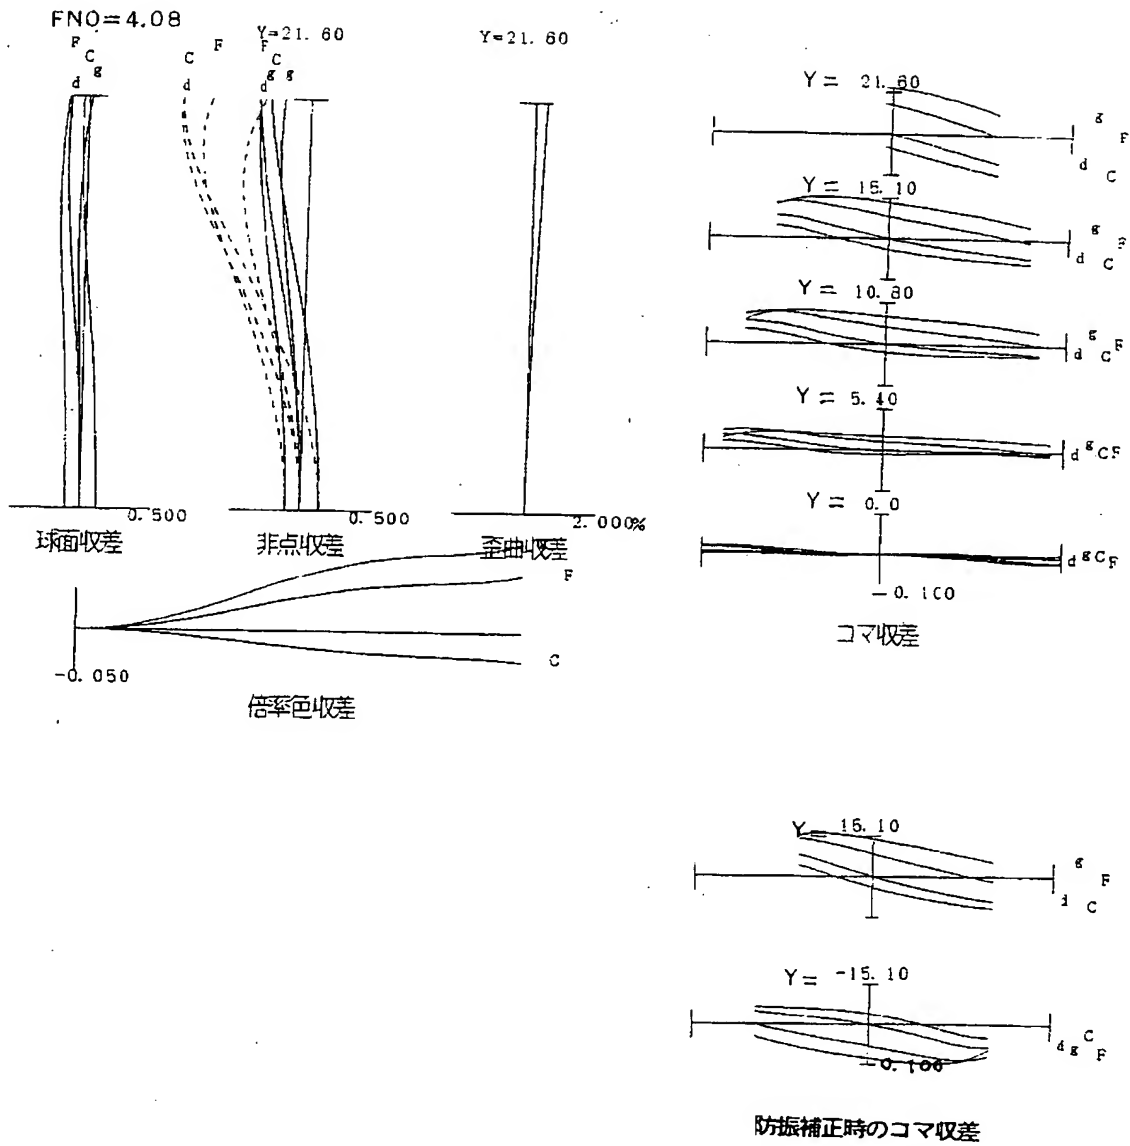 FNO=4.08
F
C
g
d
C
F
d
Y=21.60
F
C
g
g
d
Y=21.60
0.500
球面収差
0.500
非点収差
2.000%
歪曲収差
F
C
-0.050
倍率色収差
Y= 21.60
g
F
d
C
Y= 15.10
g
F
d
C
Y= 10.80
g
F
d
C
Y= 5.40
d g C F
Y= 0.0
d g C F
0.100
コマ収差
Y= 15.10
g
F
d
C
Y= -15.10
C
d g
F
0.100
防振補正時のコマ収差